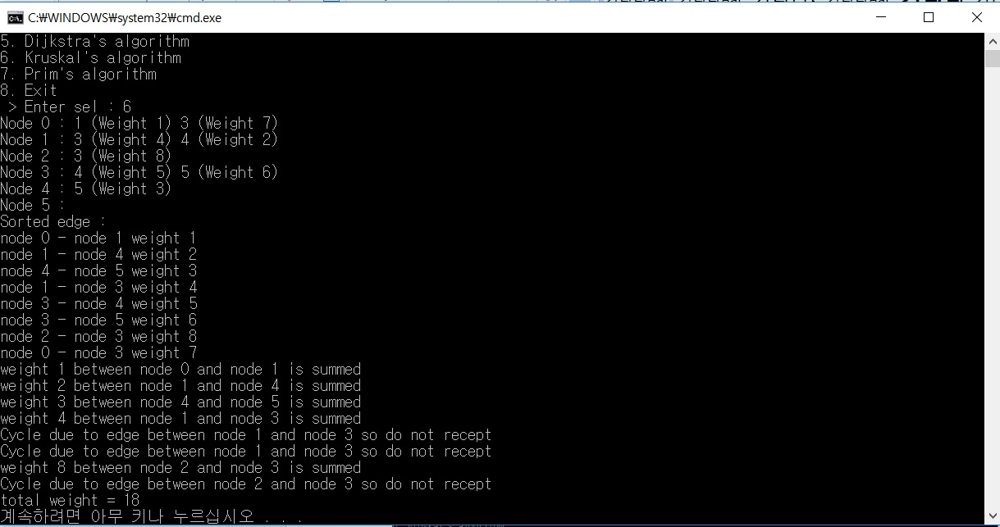 C:₩WINDOWS₩system32₩cmd.exe
5. Dijkstra's algorithm
6. Kruskal's algorithm
7. Prim's algorithm
8. Exit
> Enter sel : 6
Node 0 : 1 (Weight 1) 3 (Weight 7)
Node 1 : 3 (Weight 4) 4 (Weight 2)
Node 2 : 3 (Weight 8)
Node 3 : 4 (Weight 5) 5 (Weight 6)
Node 4 : 5 (Weight 3)
Node 5 :
Sorted edge :
node 0 - node 1 weight 1
node 1 - node 4 weight 2
node 4 - node 5 weight 3
node 1 - node 3 weight 4
node 3 - node 4 weight 5
node 3 - node 5 weight 6
node 2 - node 3 weight 8
node 0 - node 3 weight 7
weight 1 between node 0 and node 1 is summed
weight 2 between node 1 and node 4 is summed
weight 3 between node 4 and node 5 is summed
weight 4 between node 1 and node 3 is summed
Cycle due to edge between node 1 and node 3 so do not recept
Cycle due to edge between node 1 and node 3 so do not recept
weight 8 between node 2 and node 3 is summed
Cycle due to edge between node 2 and node 3 so do not recept
total weight = 18
계속하려면 아무 키나 누르십시오 . . .